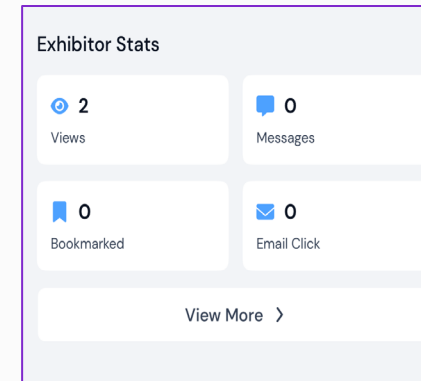 Exhibitor Stats
2
Views
0
Messages
0
Bookmarked
0
Email Click
View More